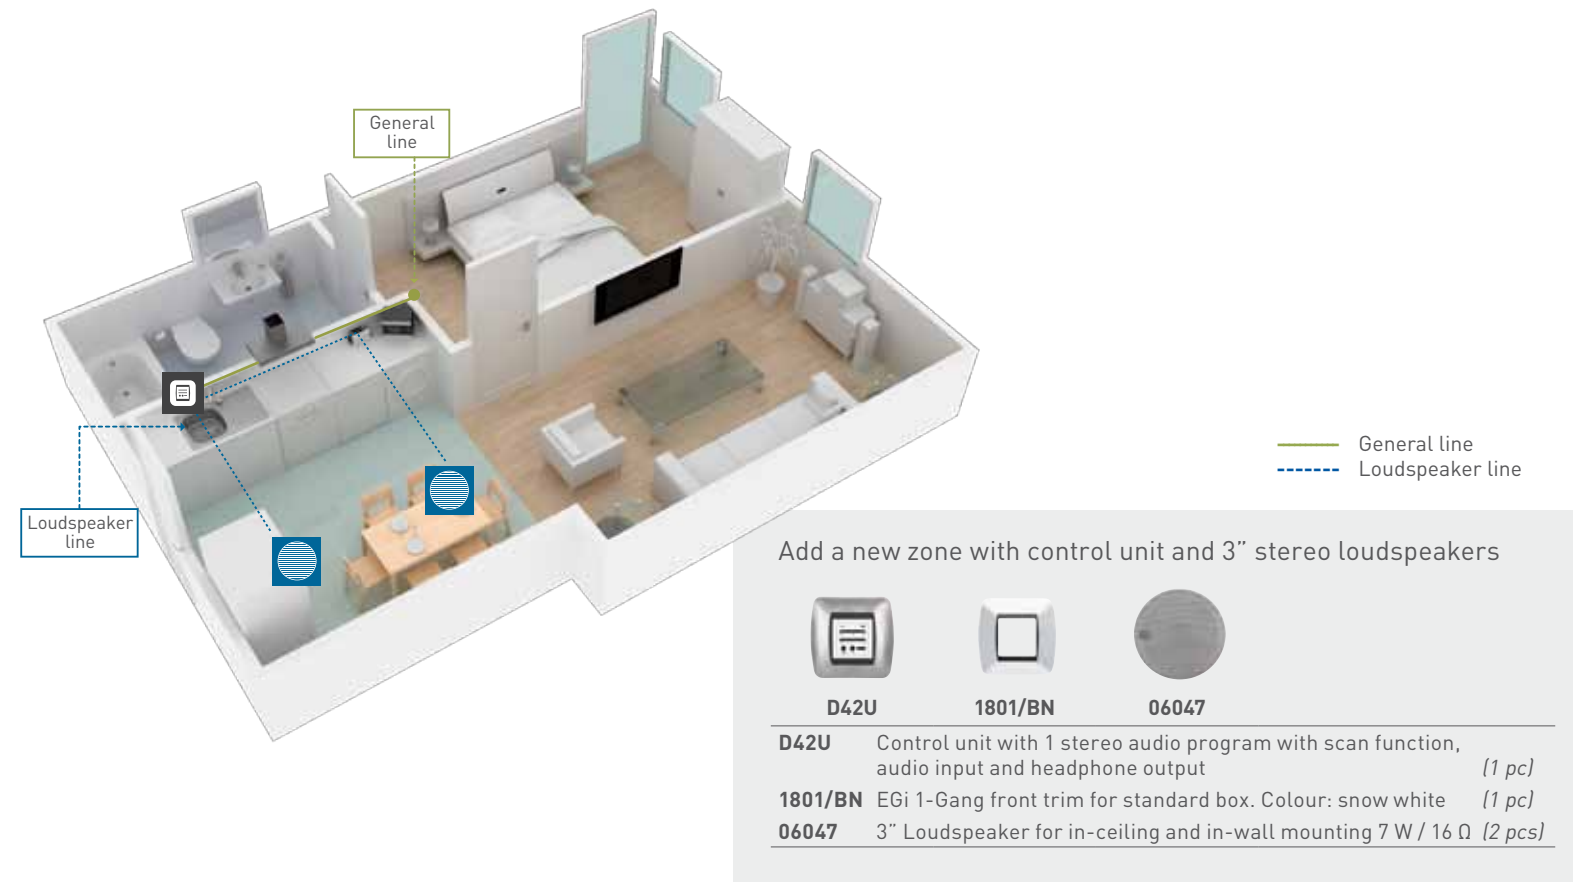 General
line
Loudspeaker
line
General line
Loudspeaker line
Add a new zone with control unit and 3” stereo loudspeakers
D42U 1801/BN 06047
D42U Control unit with 1 stereo audio program with scan function,
audio input and headphone output (1 pc)
1801/BN EGi 1-Gang front trim for standard box. Colour: snow white (1 pc)
06047 3” Loudspeaker for in-ceiling and in-wall mounting 7 W / 16 Ω (2 pcs)